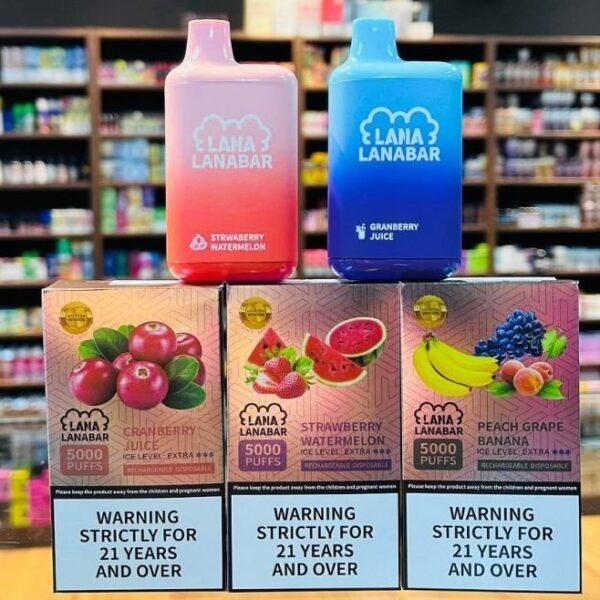 LANA
LANABAR
STRWABERRY
WATERMELON
LANA
LANABAR
GRANBERRY
JUICE
LANA
LANABAR
5000
PUFFS
CRANBERRY
JUICE
ICE LEVEL: EXTRA
RECHARGEABLE DISPOSABLE
Please keep the product away from the children and pregnant women
WARNING
STRICTLY FOR
21 YEARS
AND OVER
LANA
LANABAR
5000
PUFFS
STRAWBERRY
WATERMELON
ICE LEVEL: EXTRA
RECHARGEABLE DISPOSABLE
Please keep the product away from the children and pregnant women
WARNING
STRICTLY FOR
21 YEARS
AND OVER
LANA
LANABAR
5000
PUFFS
PEACH GRAPE
BANANA
ICE LEVEL: EXTRA
RECHARGEABLE DISPOSABLE
Please keep the product away from the children and pregnant women
WARNING
STRICTLY FOR
21 YEARS
AND OVER